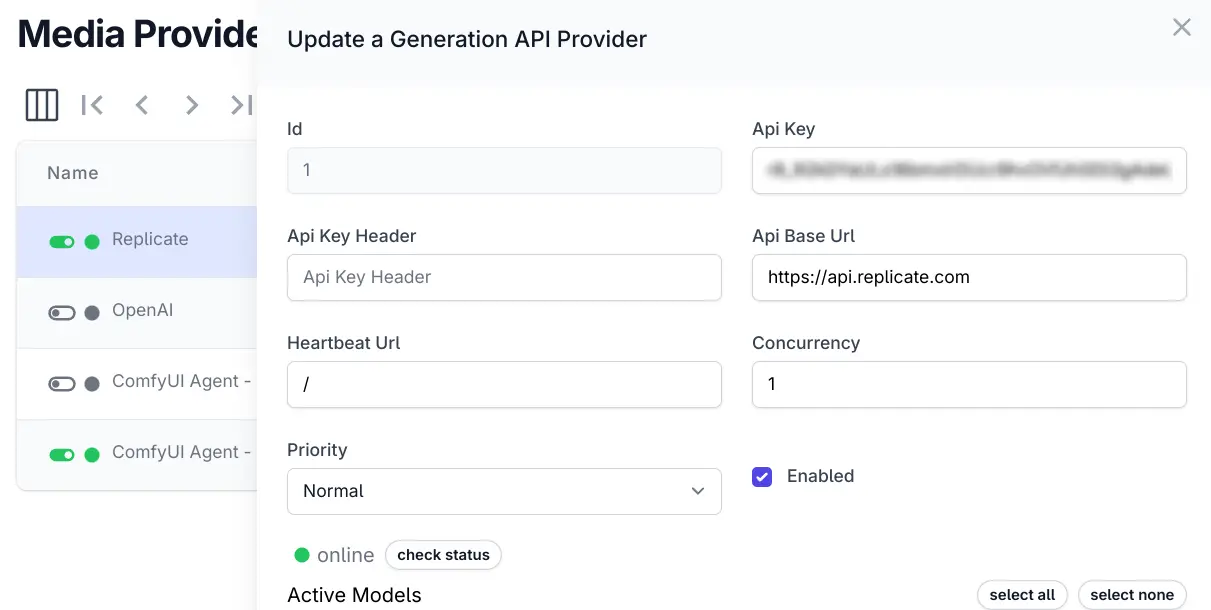 Media Provide
Update a Generation API Provider
Name
Replicate
OpenAI
ComfyUI Agent -
ComfyUI Agent -
Id
1
Api Key
Api Key Header
Api Key Header
Api Base Url
https://api.replicate.com
Heartbeat Url
/
Concurrency
1
Priority
Normal
Enabled
online
check status
Active Models
select all
select none